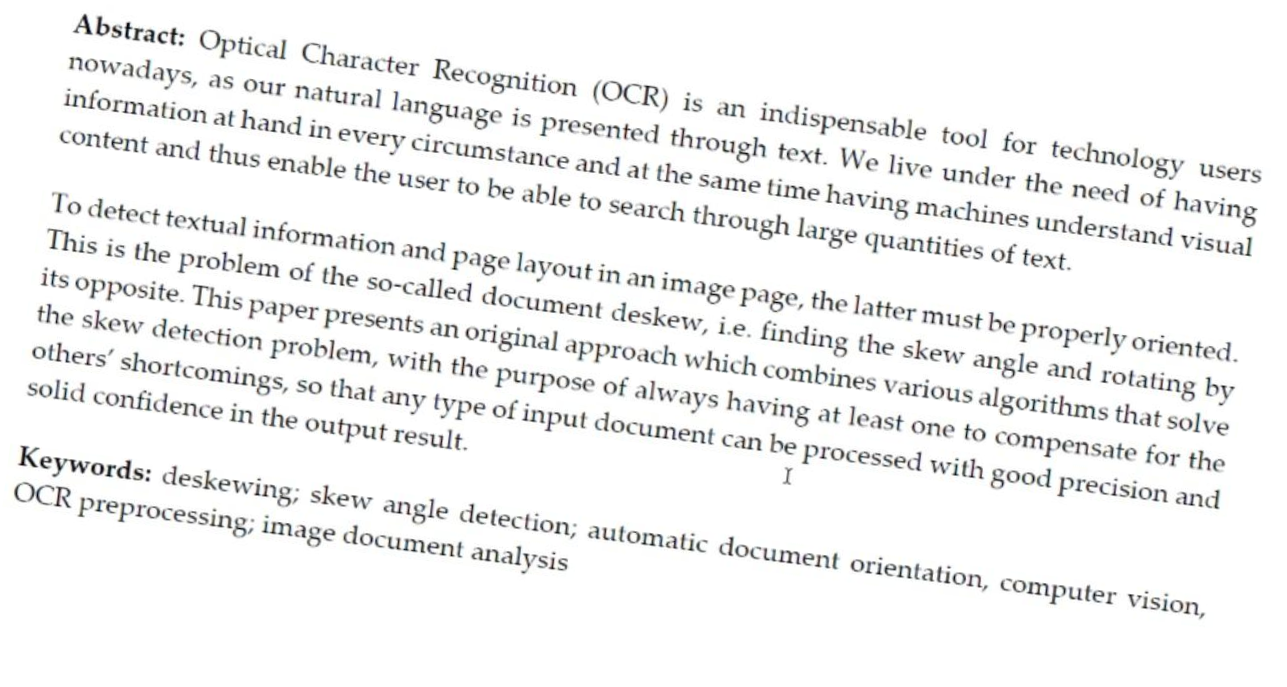 Abstract: Optical Character Recognition (OCR) is an indispensable tool for technology users
nowadays, as our natural language is presented through text. We live under the need of having
information at hand in every circumstance and at the same time having machines understand visual
content and thus enable the user to be able to search through large quantities of text.
To detect textual information and page layout in an image page, the latter must be properly oriented.
This is the problem of the so-called document deskew, i.e. finding the skew angle and rotating by
its opposite. This paper presents an original approach which combines various algorithms that solve
the skew detection problem, with the purpose of always having at least one to compensate for the
others' shortcomings, so that any type of input document can be processed with good precision and
solid confidence in the output result.
Keywords: deskewing; skew angle detection; automatic document orientation, computer vision,
OCR preprocessing; image document analysis